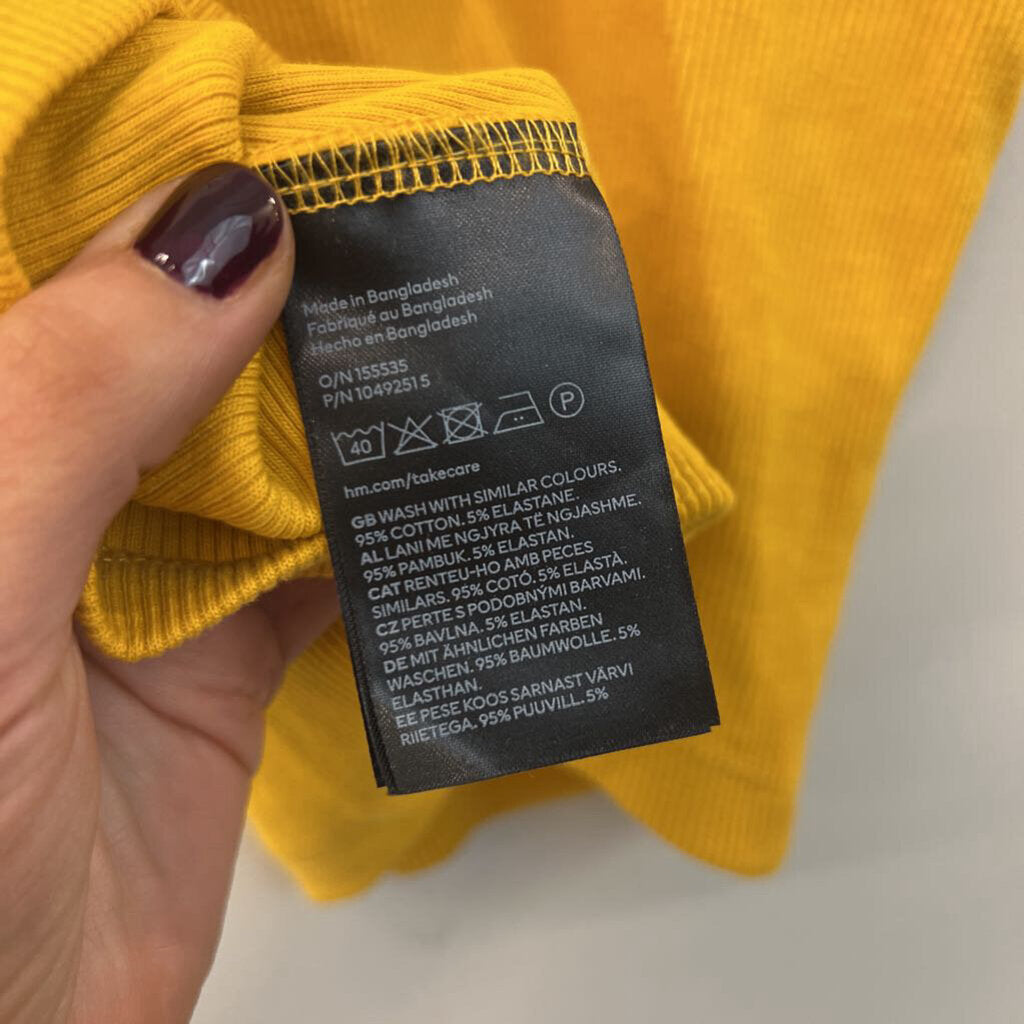 Made in Bangladesh
Fabriqué au Bangladesh
Hecho en Bangladesh
O/N 155535
P/N 1049251 5
40 P
hm.com/takecare
GB WASH WITH SIMILAR COLOURS.
95% COTTON. 5% ELASTANE.
AL LANI ME NGJYRA TË NGJASHME.
95% PAMBUK. 5% ELASTAN.
CAT RENTEU-HO AMB PECES
SIMILARS. 95% COTÓ. 5% ELASTÀ.
CZ PERTE S PODOBNÝMI BARVAMI.
95% BAVLNA. 5% ELASTAN.
DE MIT ÄHNLICHEN FARBEN
WASCHEN. 95% BAUMWOLLE. 5%
ELASTHAN.
EE PESE KOOS SARNAST VÄRVI
RIIETEGA. 95% PUUVILL. 5%